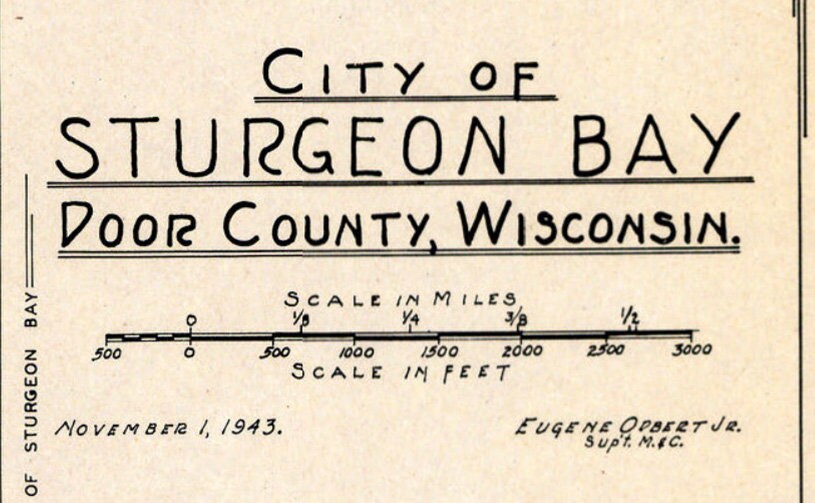 CITY OF
STURGEON BAY
DOOR COUNTY, WISCONSIN.
SCALE IN MILES
0 1/8 1/4 3/8 1/2
500 0 500 1000 1500 2000 2500 3000
SCALE IN FEET
NOVEMBER 1, 1943.
EUGENE ODBERT JR.
Sup't. M.&C.
OF STURGEON BAY